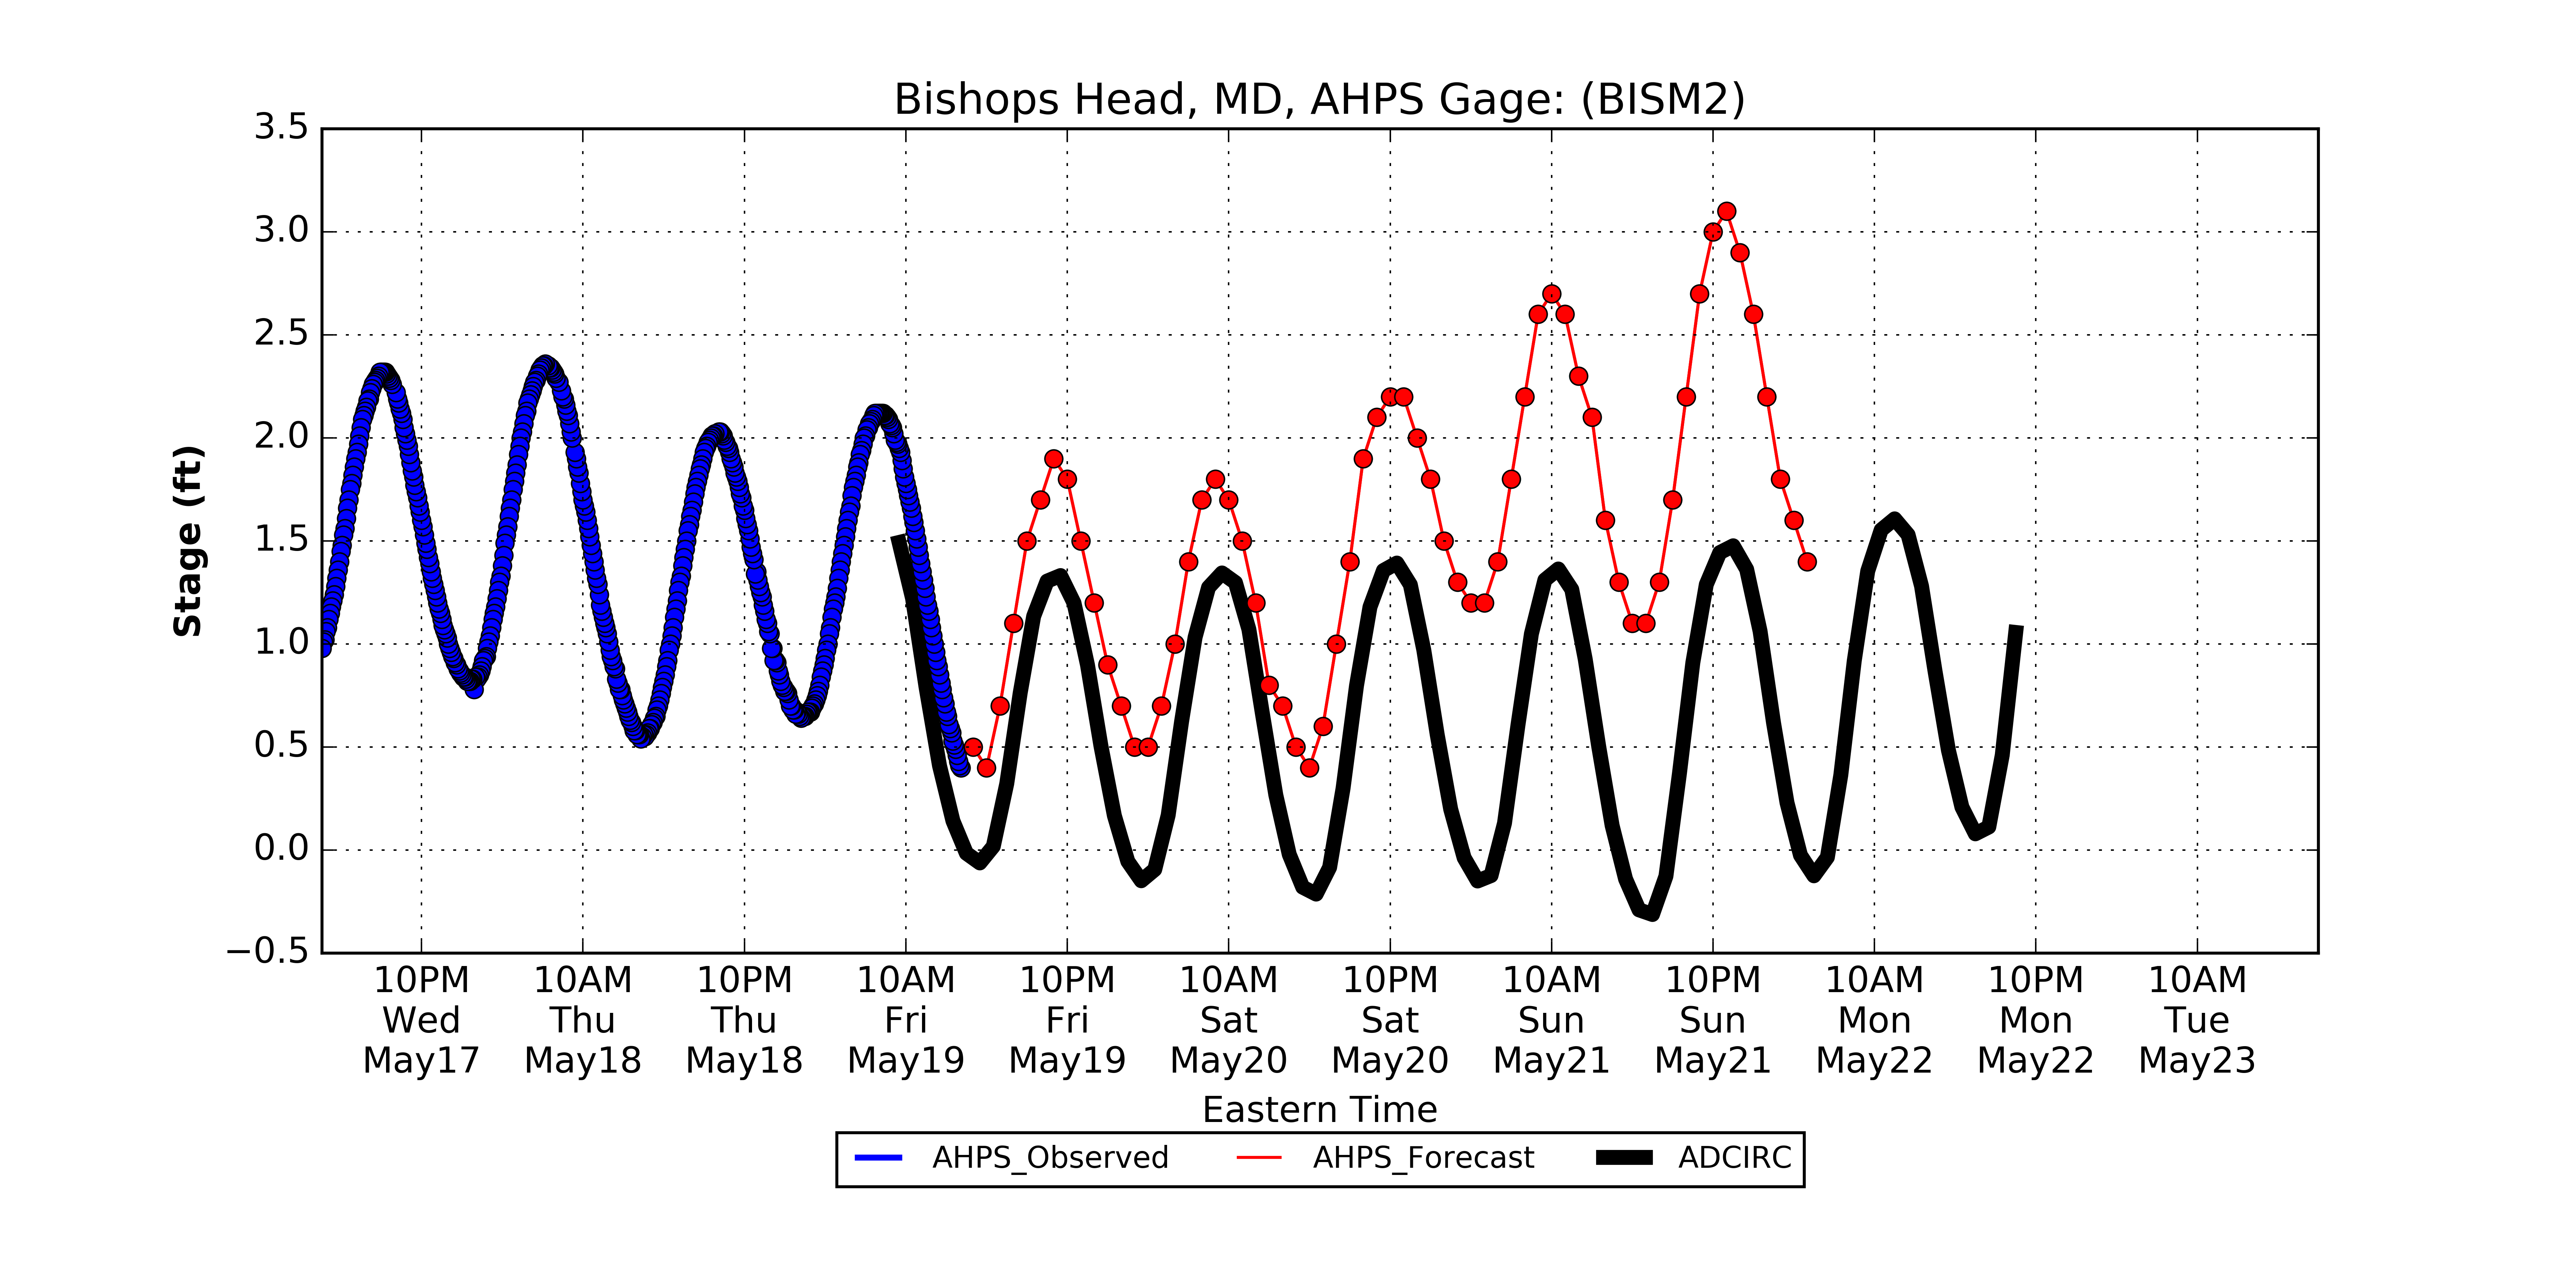 Bishops Head, MD, AHPS Gage: (BISM2)
3.5
3.0
2.5
2.0
1.5
1.0
0.5
0.0
−0.5
Stage (ft)
10PM 10AM 10PM 10AM 10PM 10AM 10PM 10AM 10PM 10AM 10PM 10AM
Wed Thu Thu Fri Fri Sat Sat Sun Sun Mon Mon Tue
May17 May18 May18 May19 May19 May20 May20 May21 May21 May22 May22 May23
Eastern Time
AHPS_Observed AHPS_Forecast ADCIRC